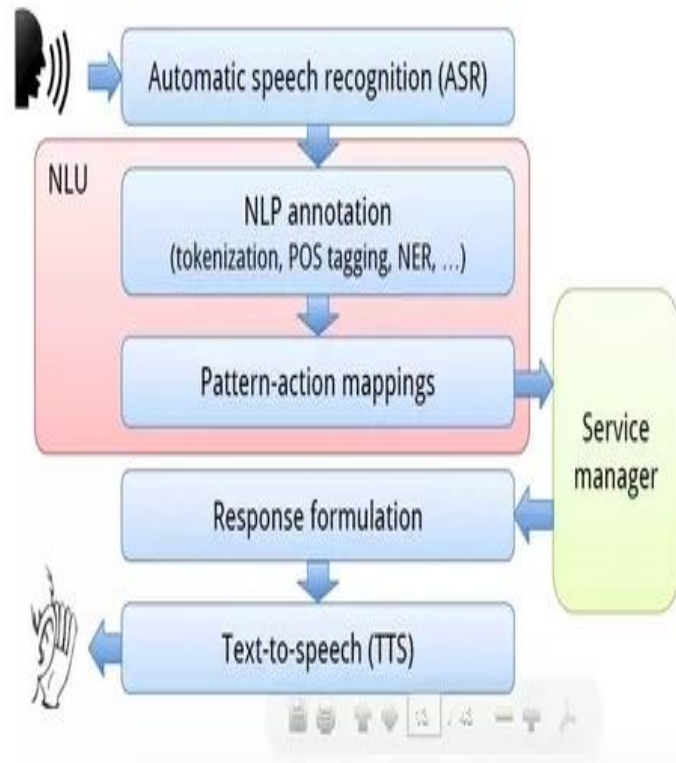 Automatic speech recognition (ASR)
NLU
NLP annotation
(tokenization, POS tagging, NER, ...)
Pattern-action mappings
Service
manager
Response formulation
Text-to-speech (TTS)